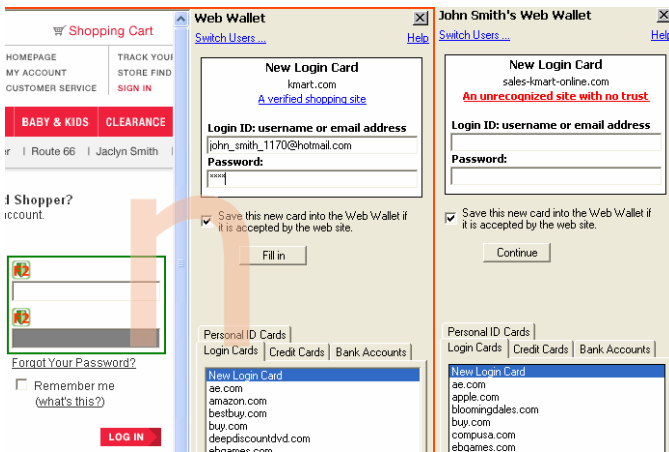 Shopping Cart
HOMEPAGE
MY ACCOUNT
CUSTOMER SERVICE
TRACK YOUR
STORE FIND
SIGN IN
BABY & KIDS
CLEARANCE
Route 66 | Jaclyn Smith |
d Shopper?
account.
Forgot Your Password?
Remember me
(what's this?)
LOG IN
Web Wallet
Switch Users ...
Help
New Login Card
kmart.com
A verified shopping site
Login ID: username or email address
john_smith_1170@hotmail.com
Password:
****
Save this new card into the Web Wallet if
it is accepted by the web site.
Fill in
Personal ID Cards
Login Cards
Credit Cards
Bank Accounts
New Login Card
ae.com
amazon.com
bestbuy.com
buy.com
deepdiscountdvd.com
ebgames.com
John Smith's Web Wallet
Switch Users ...
Help
New Login Card
sales-kmart-online.com
An unrecognized site with no trust
Login ID: username or email address
Password:
Save this new card into the Web Wallet if
it is accepted by the web site.
Continue
Personal ID Cards
Login Cards
Credit Cards
Bank Accounts
New Login Card
ae.com
apple.com
bloomingdales.com
buy.com
compusa.com
ebgames.com